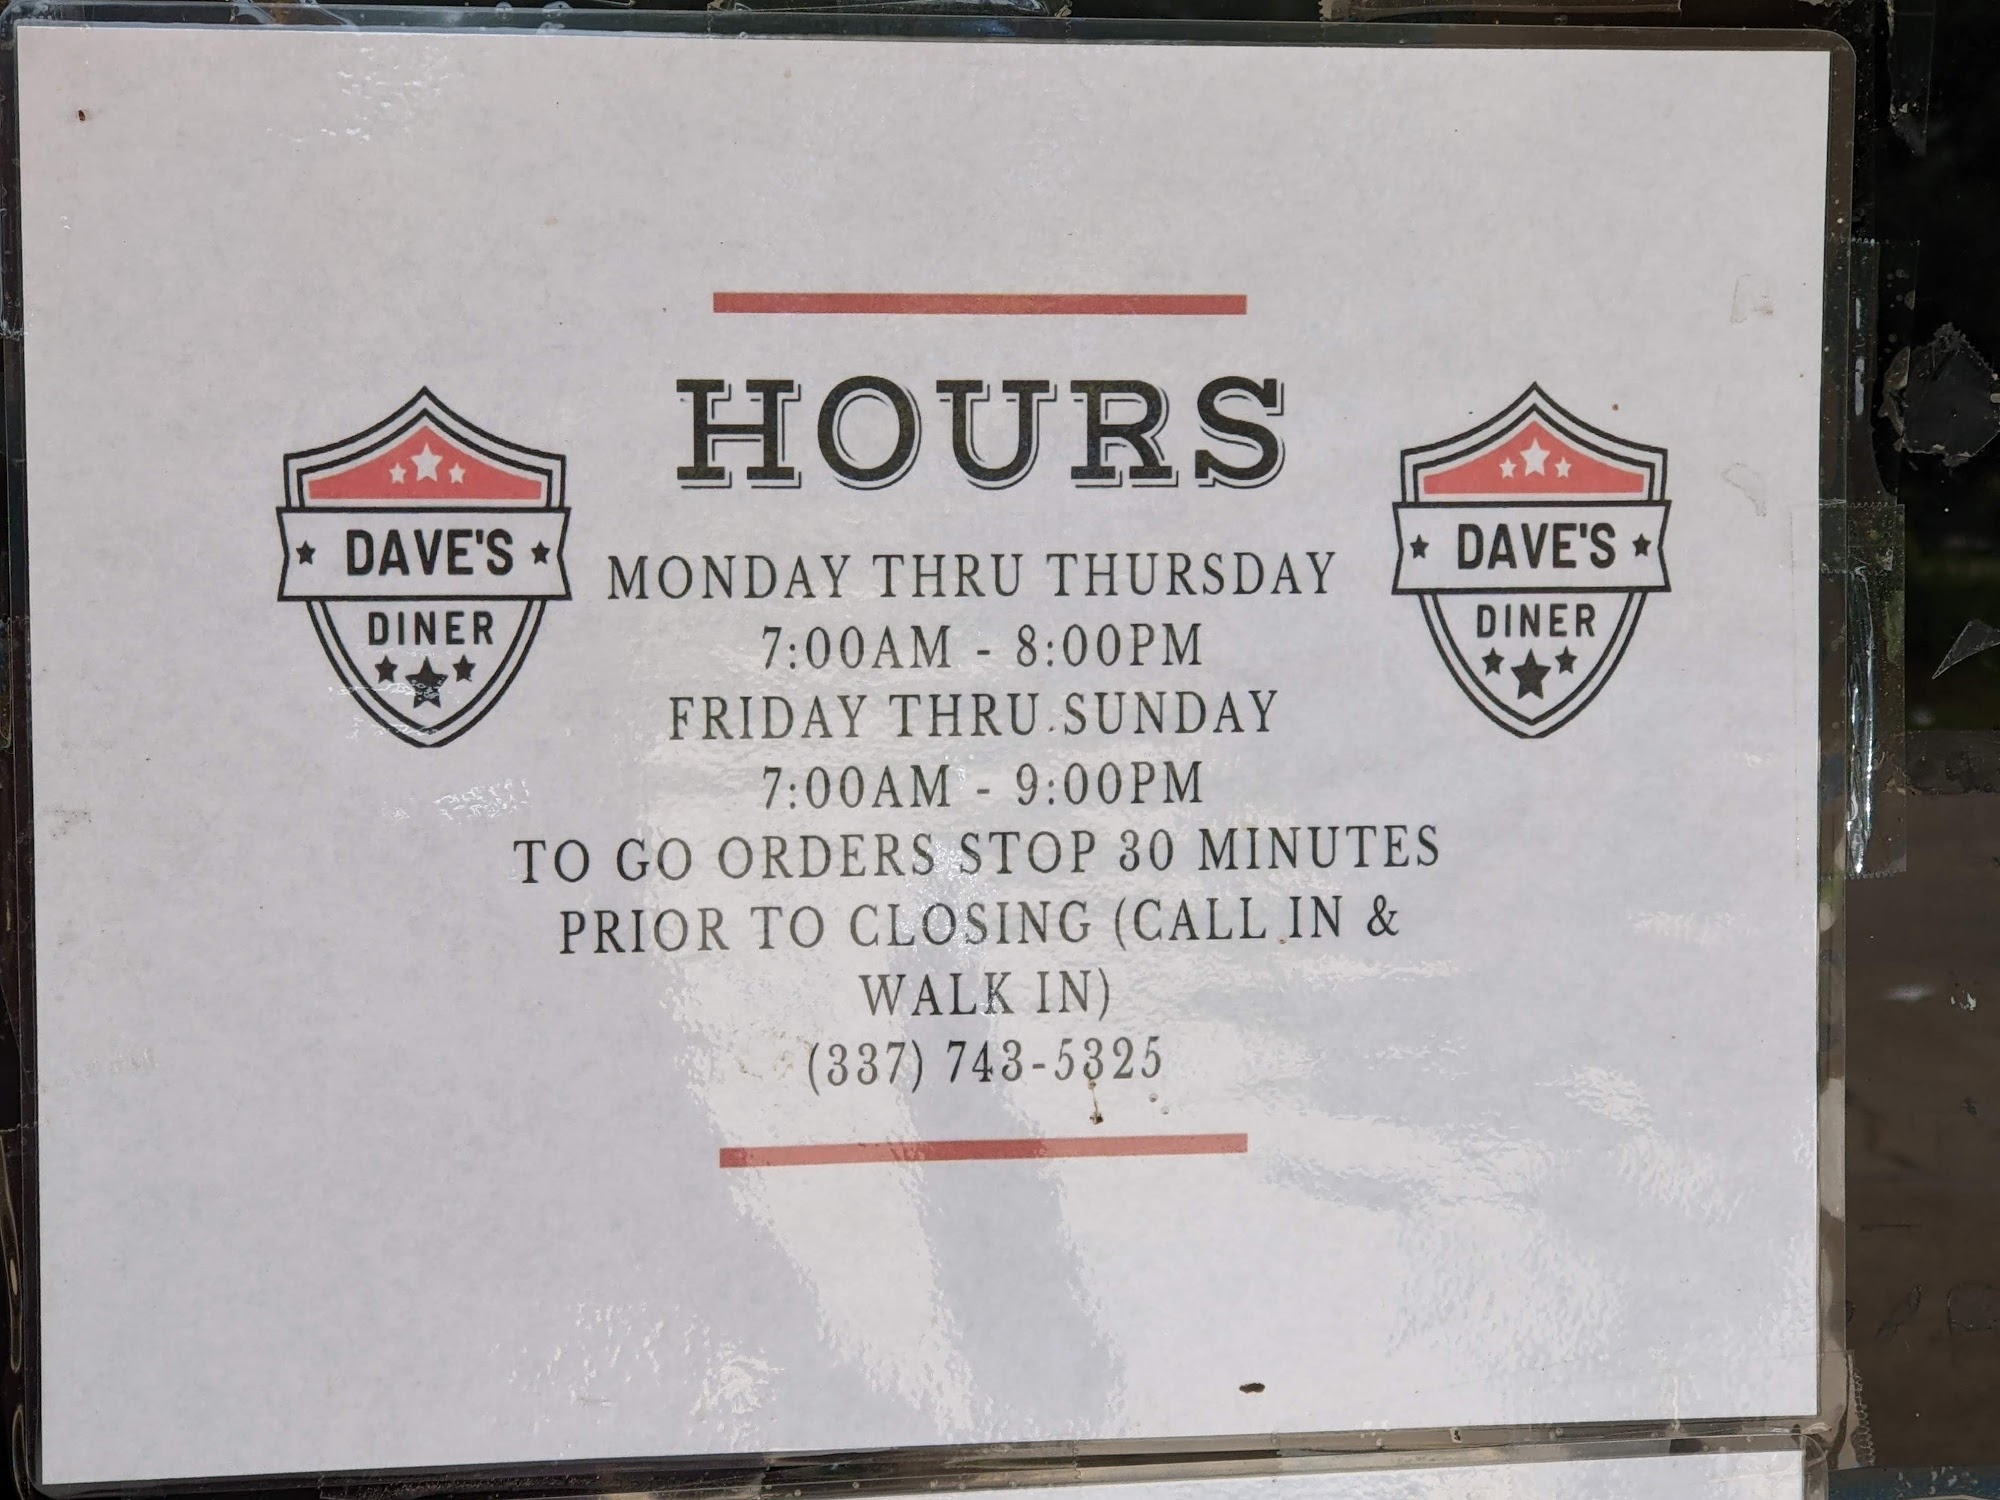 HOURS
DAVE'S
DINER
MONDAY THRU THURSDAY
7:00AM - 8:00PM
FRIDAY THRU SUNDAY
7:00AM - 9:00PM
TO GO ORDERS STOP 30 MINUTES
PRIOR TO CLOSING (CALL IN &
WALK IN)
(337) 743-5325
DAVE'S
DINER